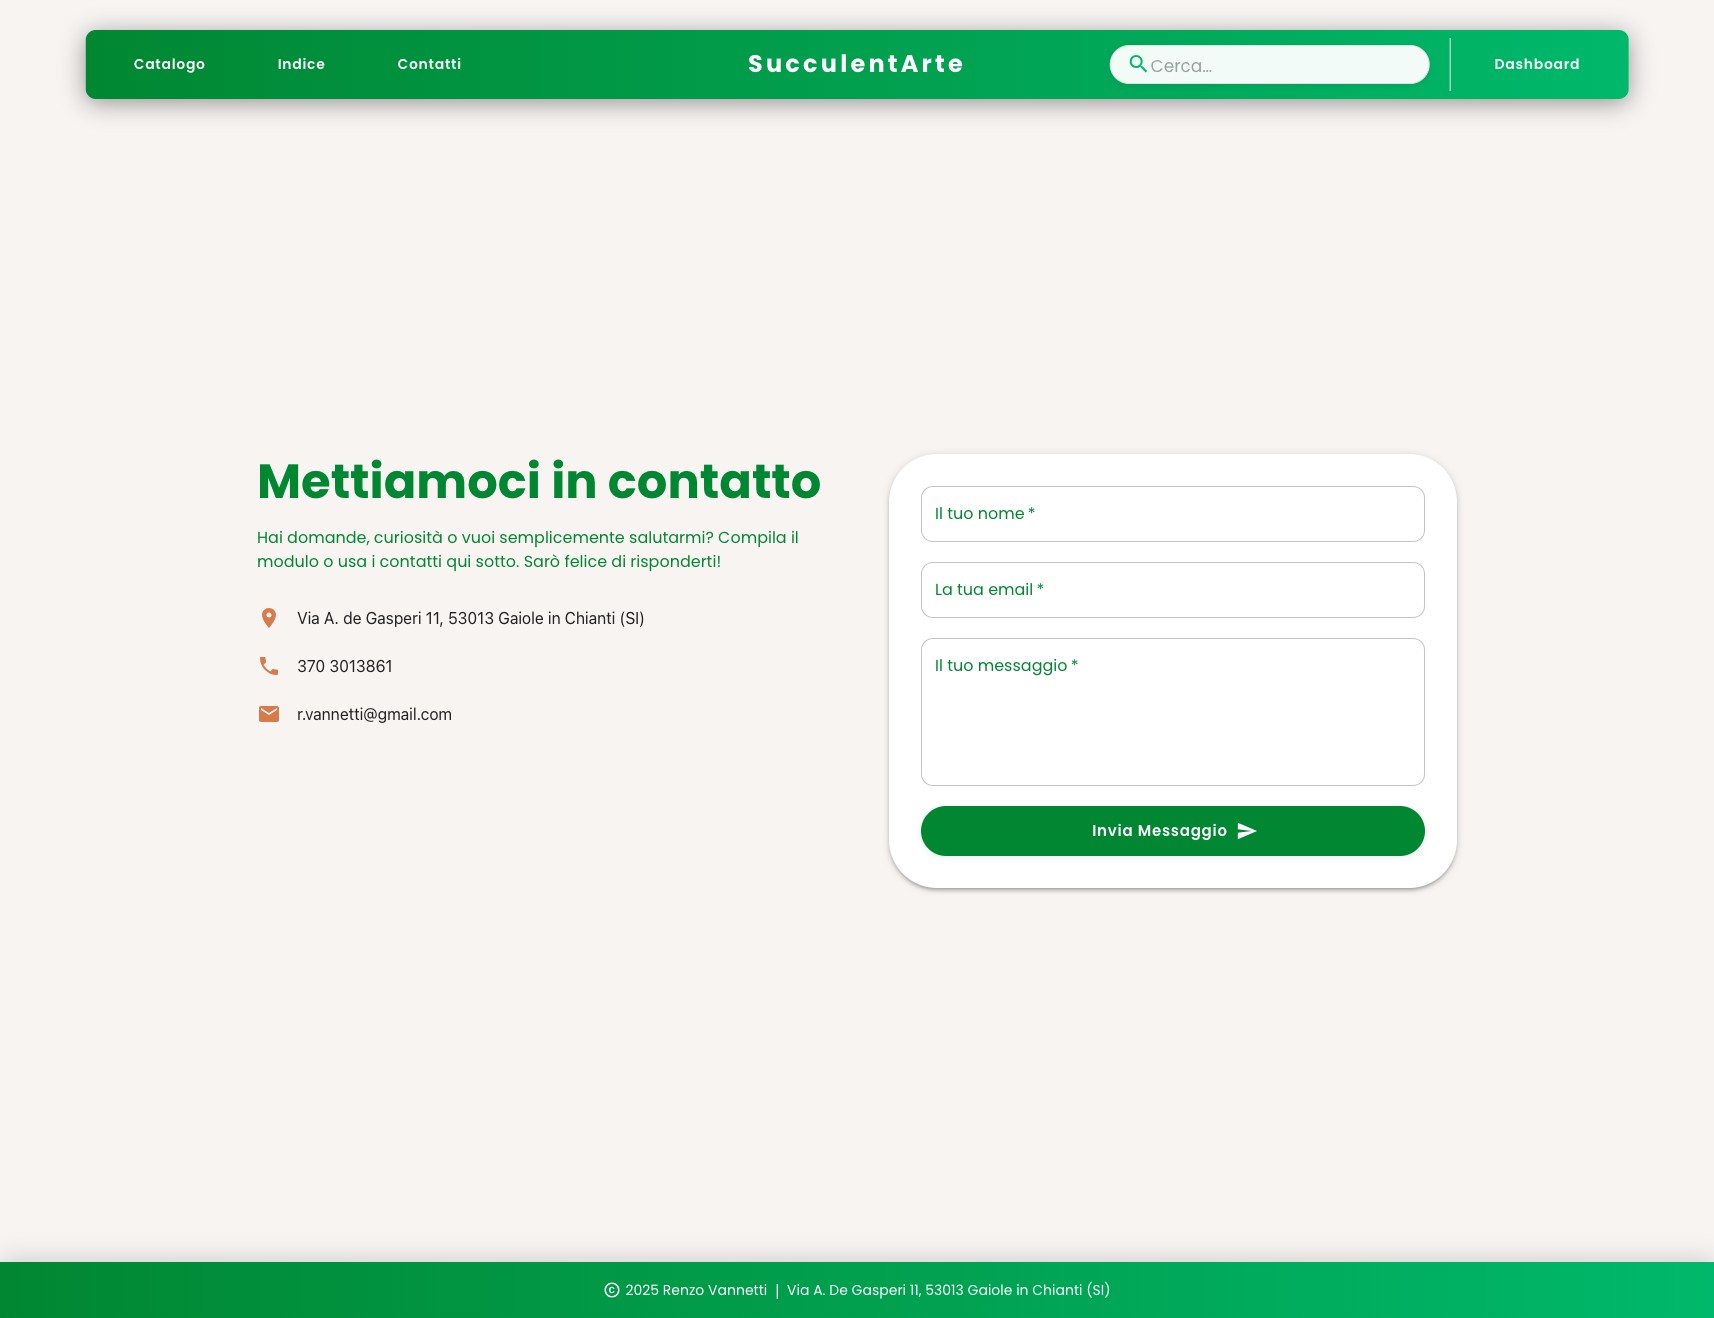 Catalogo
Indice
Contatti
SucculentArte
Cerca...
Dashboard
Mettiamoci in contatto
Hai domande, curiosità o vuoi semplicemente salutarmi? Compila il
modulo o usa i contatti qui sotto. Sarò felice di risponderti!
Via A. de Gasperi 11, 53013 Gaiole in Chianti (SI)
370 3013861
r.vannetti@gmail.com
Il tuo nome *
La tua email *
Il tuo messaggio *
Invia Messaggio
© 2025 Renzo Vannetti | Via A. De Gasperi 11, 53013 Gaiole in Chianti (SI)